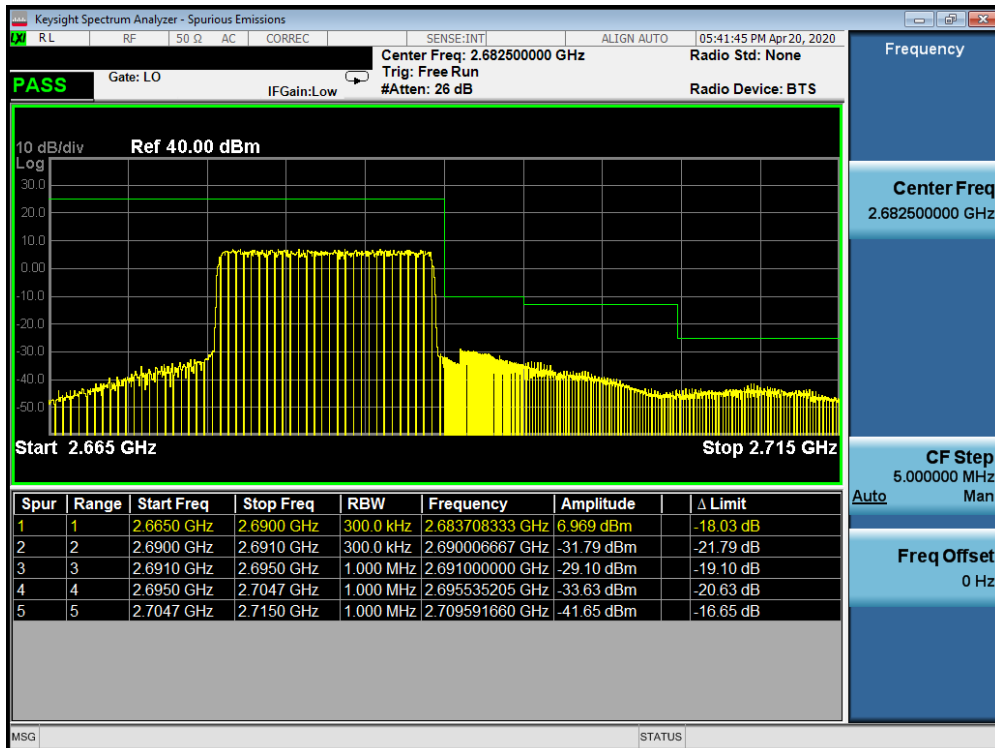 Keysight Spectrum Analyzer - Spurious Emissions
LXI RL RF 50 Ω AC CORREC SENSE:INT ALIGN AUTO 05:41:45 PM Apr 20, 2020
Center Freq: 2.682500000 GHz Radio Std: None
Trig: Free Run
PASS Gate: LO IFGain:Low #Atten: 26 dB Radio Device: BTS
Frequency
10 dB/div Ref 40.00 dBm
Log
30.0
20.0
10.0
0.00
-10.0
-20.0
-30.0
-40.0
-50.0
Start 2.665 GHz Stop 2.715 GHz
Spur Range Start Freq Stop Freq RBW Frequency Amplitude Δ Limit
1 1 2.6650 GHz 2.6900 GHz 300.0 kHz 2.683708333 GHz 6.969 dBm -18.03 dB
2 2 2.6900 GHz 2.6910 GHz 300.0 kHz 2.690006667 GHz -31.79 dBm -21.79 dB
3 3 2.6910 GHz 2.6950 GHz 1.000 MHz 2.691000000 GHz -29.10 dBm -19.10 dB
4 4 2.6950 GHz 2.7047 GHz 1.000 MHz 2.695535205 GHz -33.63 dBm -20.63 dB
5 5 2.7047 GHz 2.7150 GHz 1.000 MHz 2.709591660 GHz -41.65 dBm -16.65 dB
Center Freq
2.682500000 GHz
CF Step
5.000000 MHz
Auto Man
Freq Offset
0 Hz
MSG STATUS